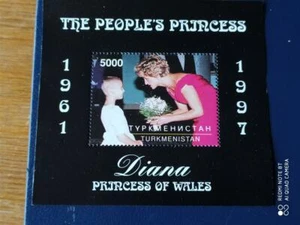 THE PEOPLE'S PRINCESS
1961
1997
5000
ТУРКМЕНИСТАН
TURKMENISTAN
Diana
PRINCESS OF WALES
REDMI NOTE 8T
AI QUAD CAMERA